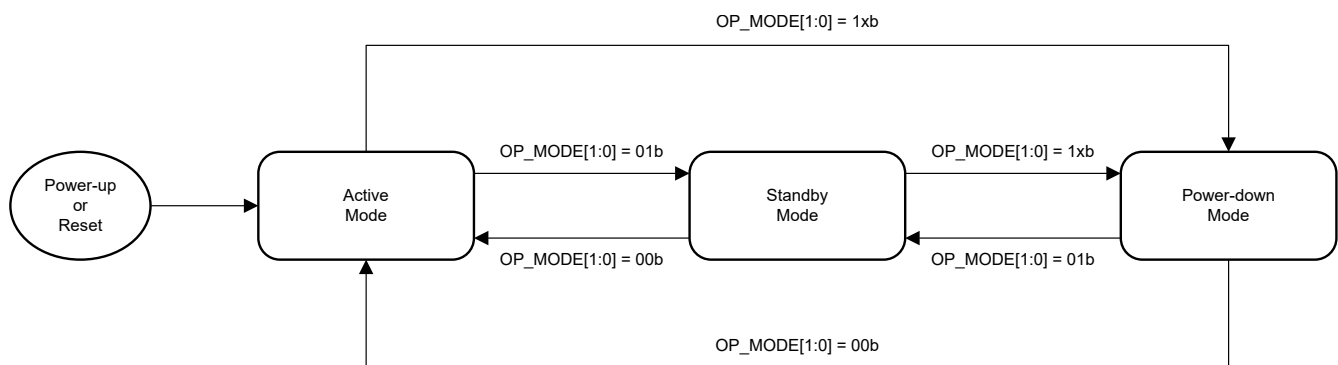 OP_MODE[1:0] = 1xb
Power-up
or
Reset
Active
Mode
OP_MODE[1:0] = 01b
OP_MODE[1:0] = 00b
Standby
Mode
OP_MODE[1:0] = 1xb
OP_MODE[1:0] = 01b
Power-down
Mode
OP_MODE[1:0] = 00b